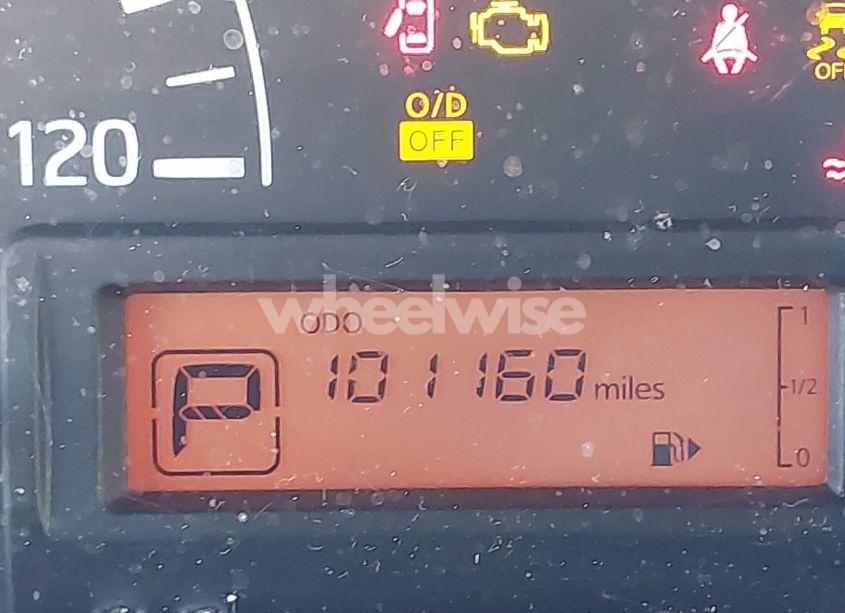 O/D
OFF
OFF
120
wheelwise
ODO
101160 miles
P
1
1/2
0